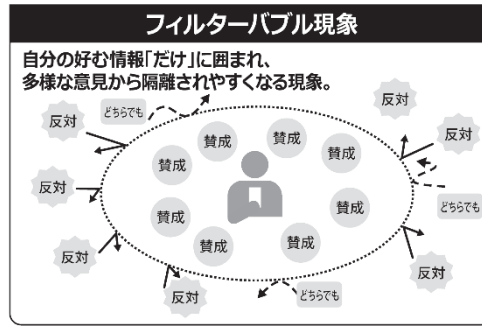 フィルターバブル現象
自分の好む情報「だけ」に囲まれ、
多様な意見から隔離されやすくなる現象。
反対
どちらでも
反対
反対
賛成
賛成
賛成
賛成
反対
賛成
賛成
どちらでも
反対
賛成
賛成
反対
反対
どちらでも